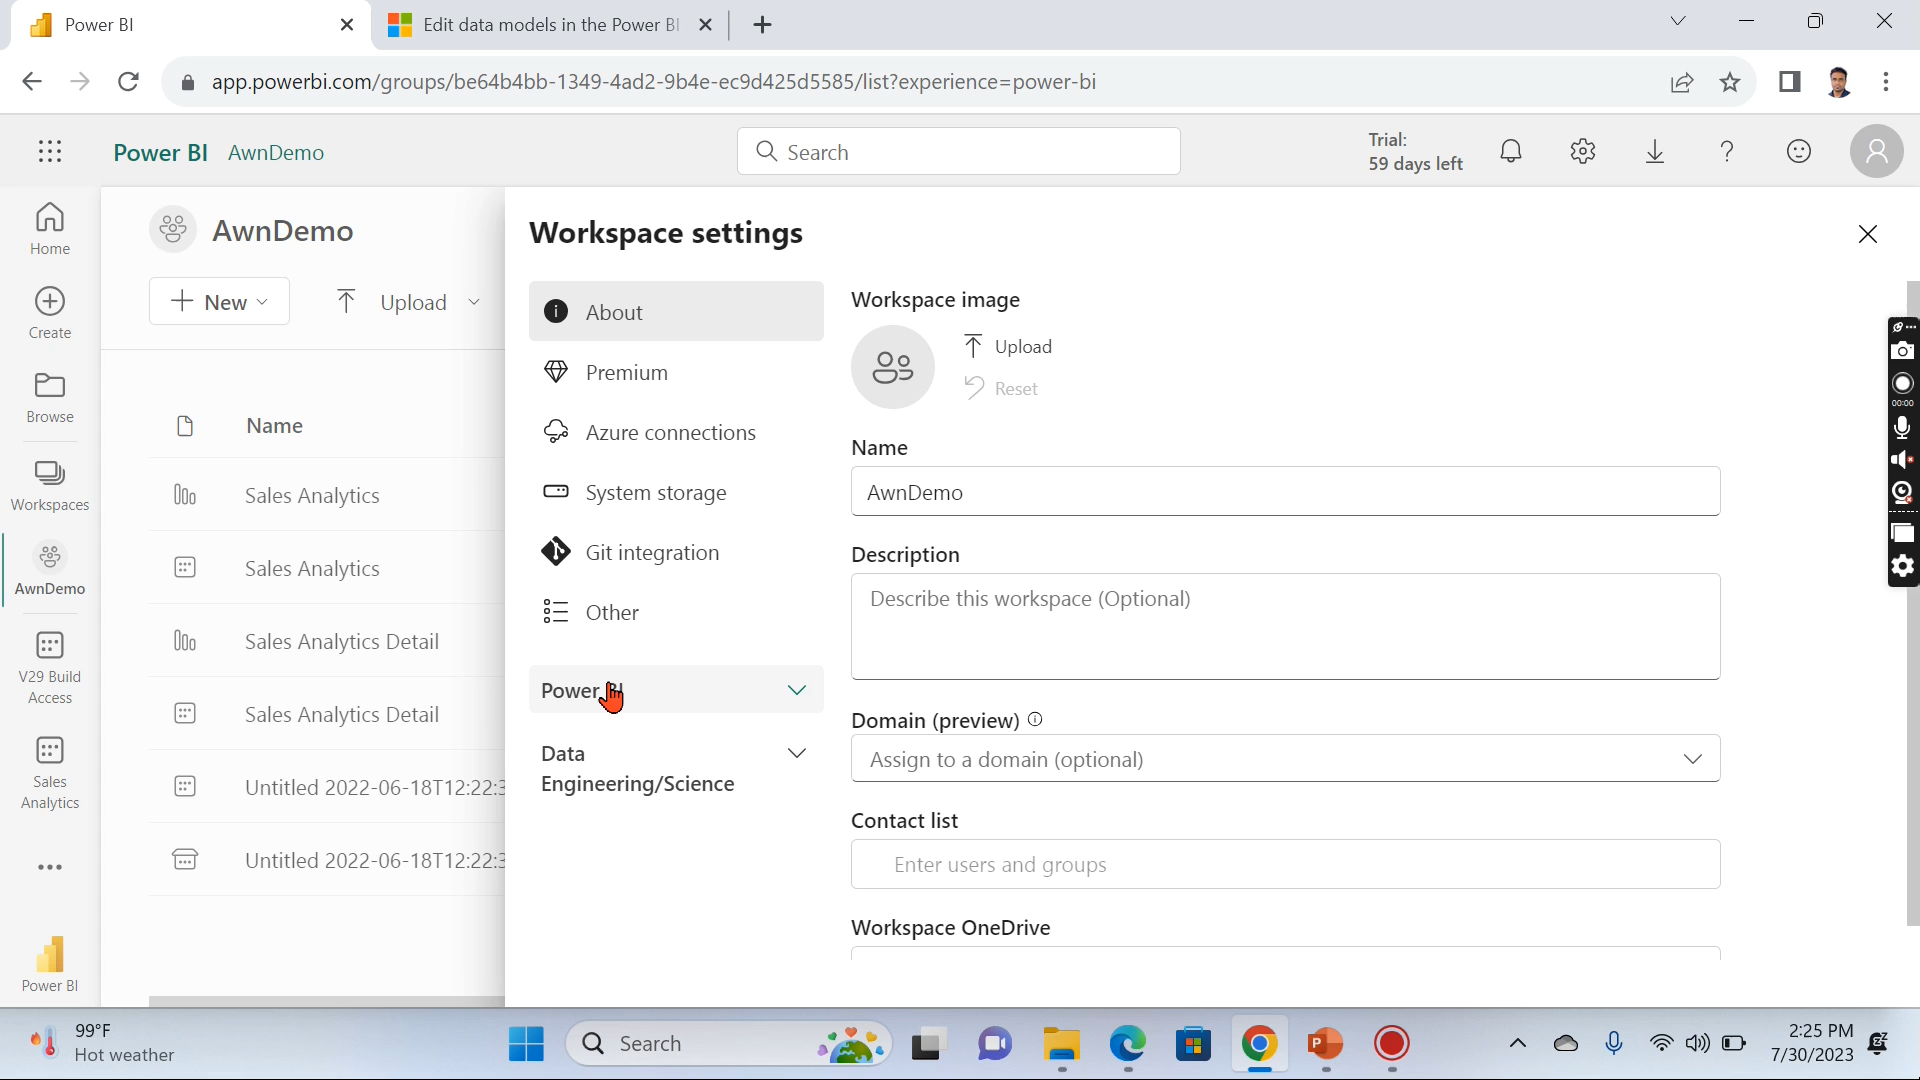 Power BI
Edit data models in the Power BI
app.powerbi.com/groups/be64b4bb-1349-4ad2-9b4e-ec9d425d5585/list?experience=power-bi
Power BI AwnDemo
Search
Trial:
59 days left
Home
Create
Browse
Workspaces
AwnDemo
V29 Build
Access
Sales
Analytics
Power BI
AwnDemo
New
Upload
Name
Sales Analytics
Sales Analytics
Sales Analytics Detail
Sales Analytics Detail
Untitled 2022-06-18T12:22:3
Untitled 2022-06-18T12:22:3
Workspace settings
About
Premium
Azure connections
System storage
Git integration
Other
Power BI
Data
Engineering/Science
Workspace image
Upload
Reset
Name
AwnDemo
Description
Describe this workspace (Optional)
Domain (preview)
Assign to a domain (optional)
Contact list
Enter users and groups
Workspace OneDrive
00:00
99°F
Hot weather
Search
2:25 PM
7/30/2023